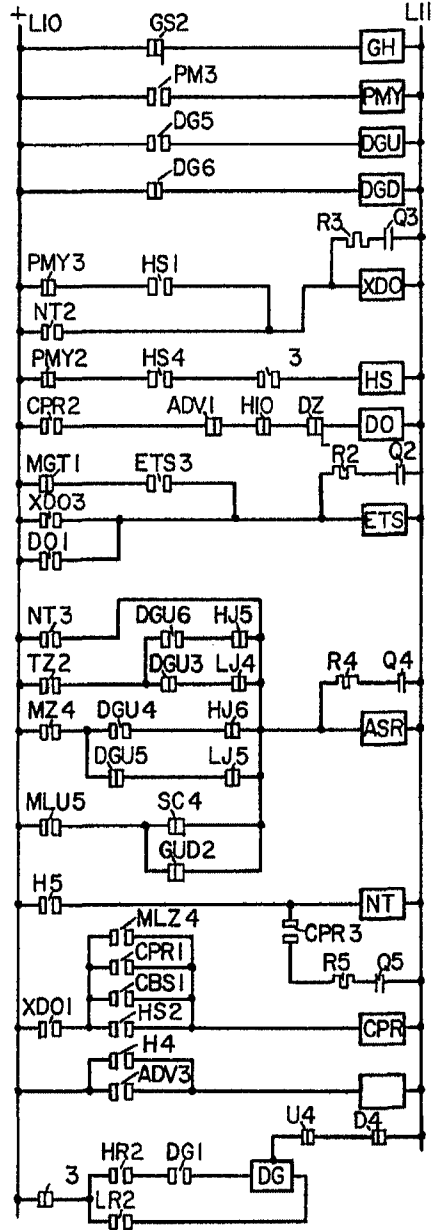 + L10 L11
GS2 GH
PM3 PMY
DG5 DGU
DG6 DGD
R3 Q3
PMY3 HS1 XDO
NT2
PMY2 HS4 3 HS
CPR2 ADV1 H10 DZ DO
R2 Q2
MGT1 ETS3
XDO3 ETS
DO1
NT3 DGU6 HJ5
TZ2 DGU3 LJ4 R4 Q4
MZ4 DGU4 HJ6 ASR
DGU5 LJ5
MLU5 SC4
GUD2
H5 NT
MLZ4 CPR3
CPR1 R5 Q5
CBS1
XDO1 HS2 CPR
H4
ADV3
U4 D4
3 HR2 DG1 DG
LR2